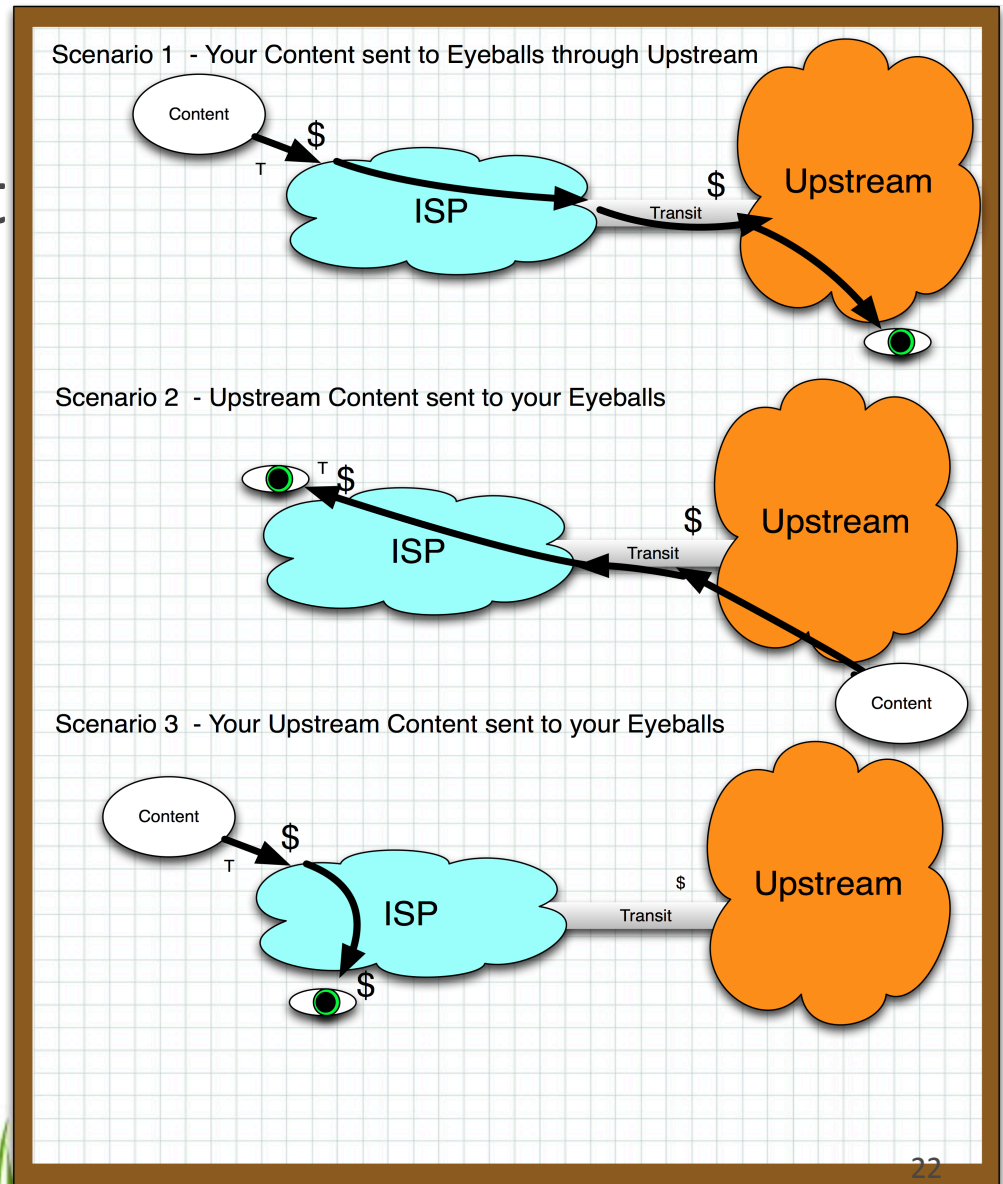 Scenario 1 - Your Content sent to Eyeballs through Upstream
Content
$
T
ISP
$
Transit
Upstream
Scenario 2 - Upstream Content sent to your Eyeballs
T $
ISP
$
Transit
Upstream
Content
Scenario 3 - Your Upstream Content sent to your Eyeballs
Content
$
T
ISP
$
$
Transit
Upstream
22